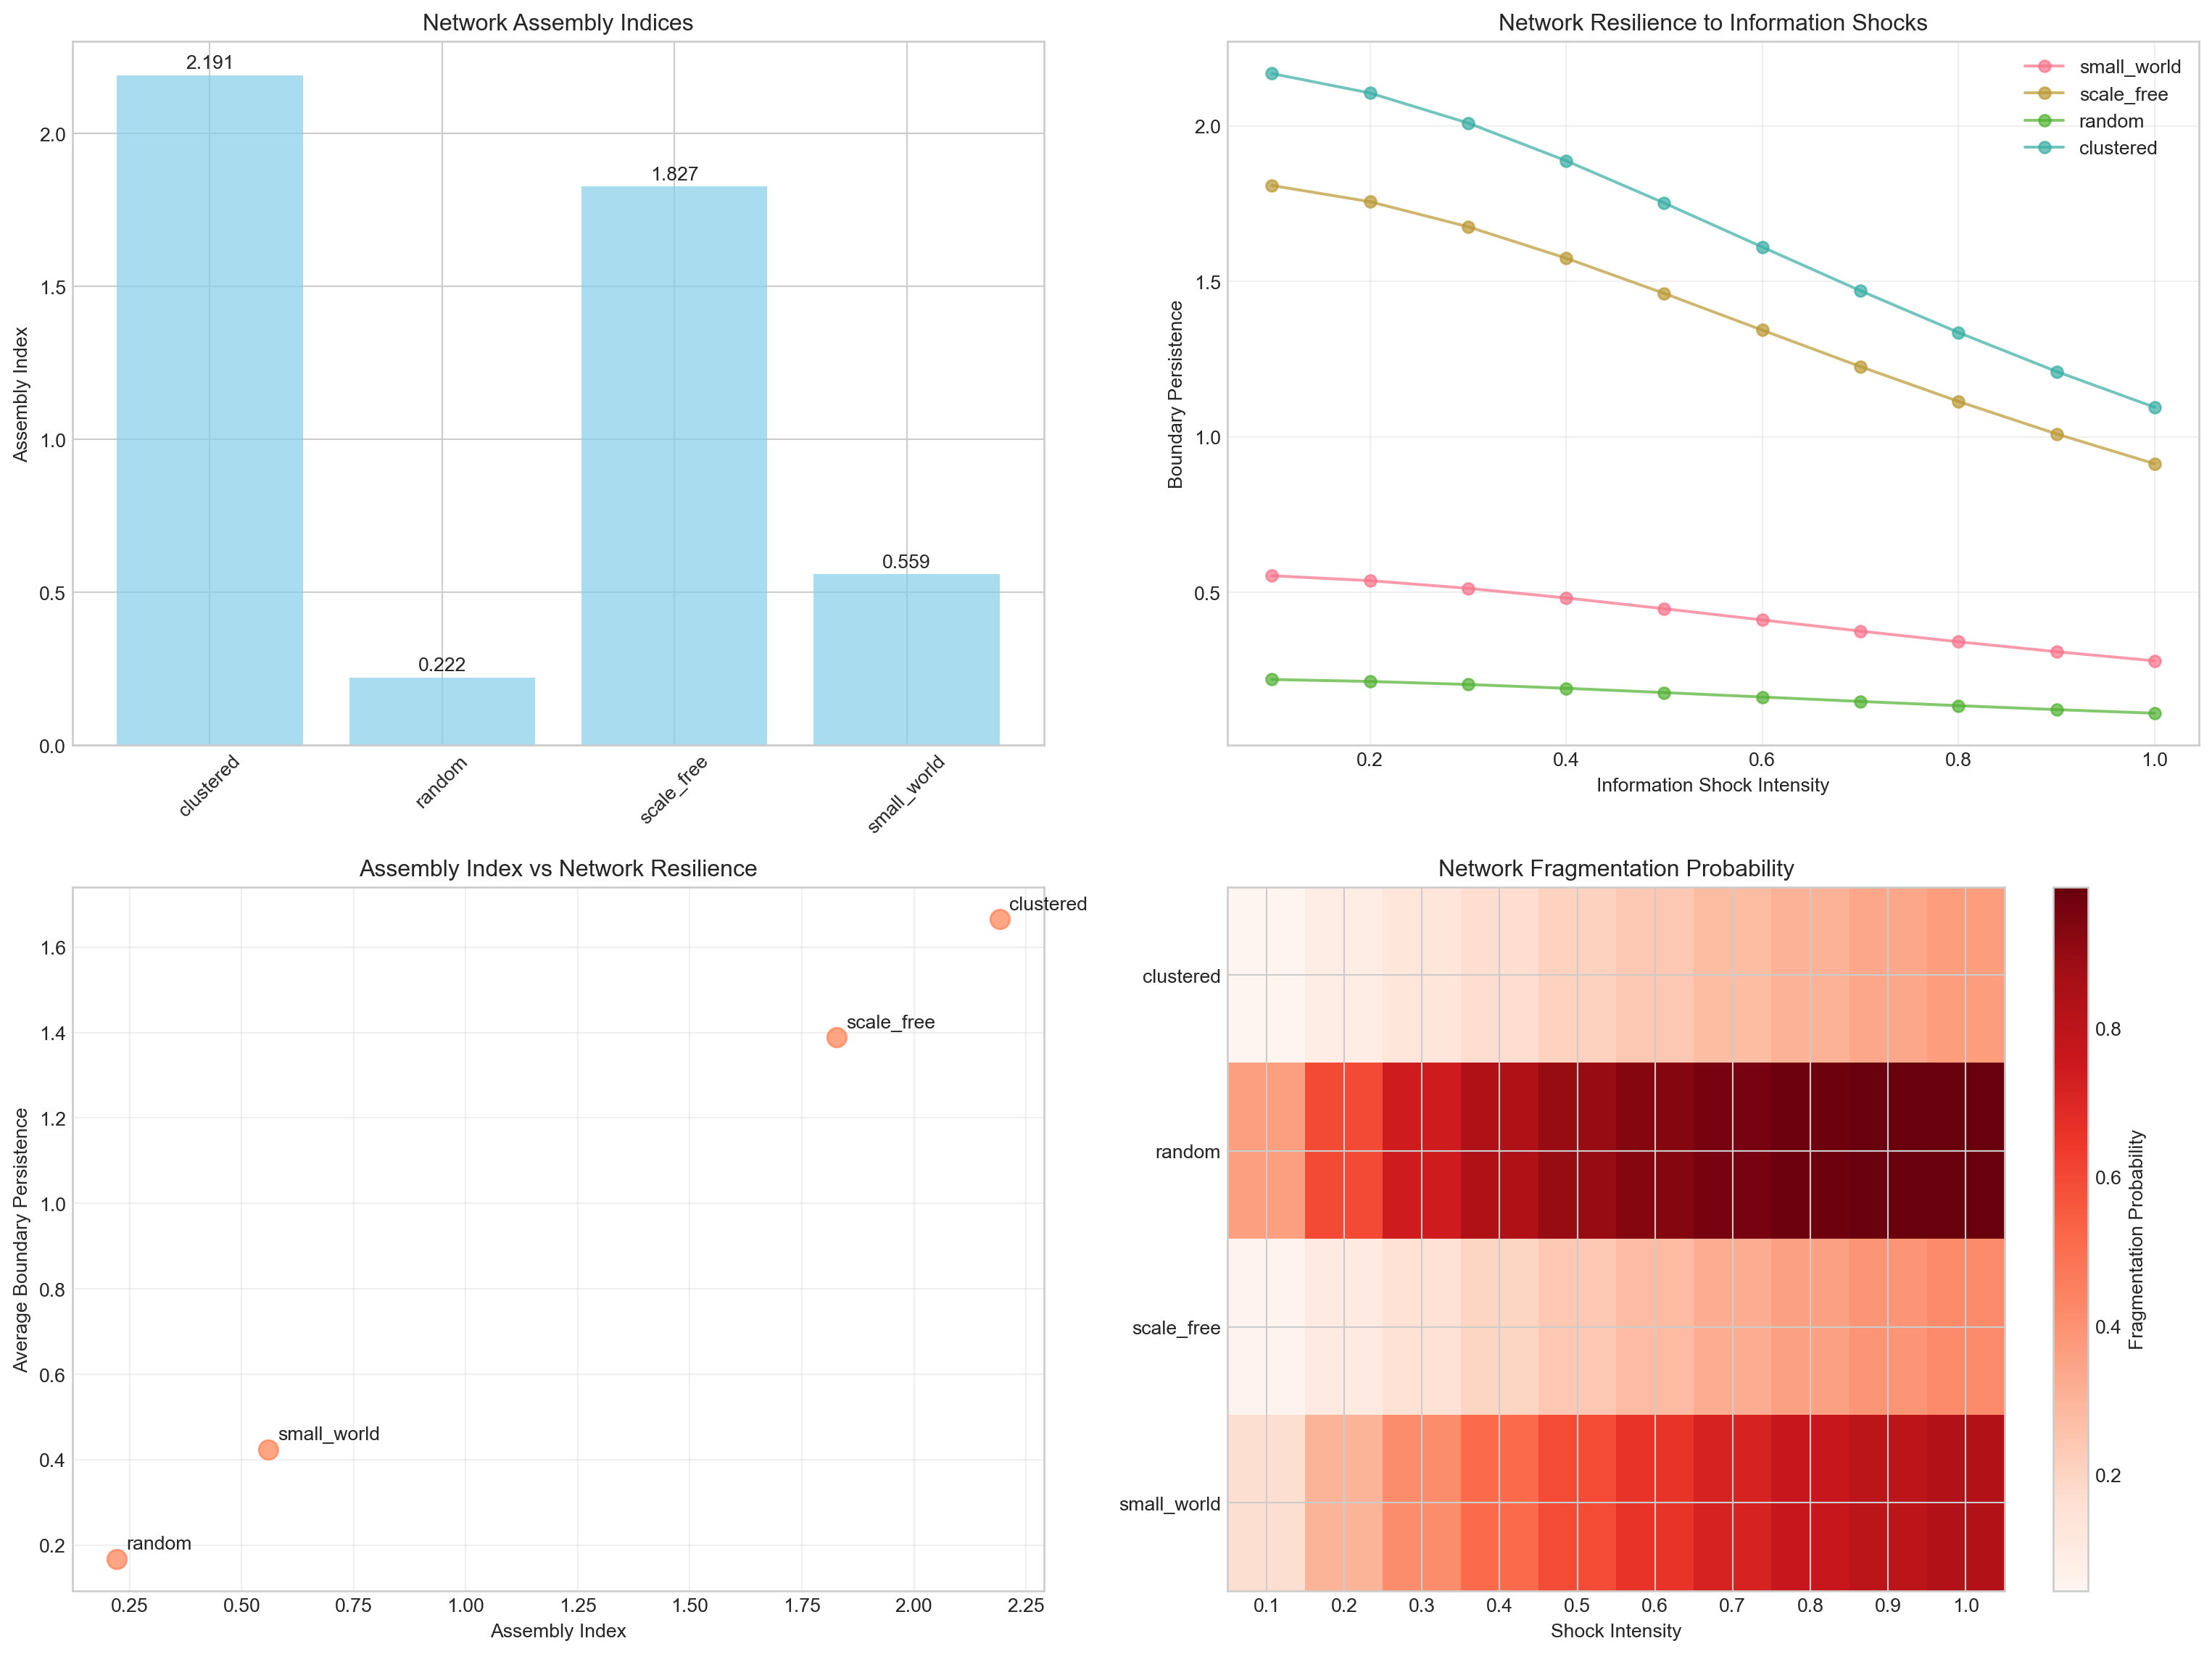 Network Assembly Indices
2.191
0.222
1.827
0.559
2.0
1.5
1.0
0.5
0.0
Assembly Index
clustered
random
scale_free
small_world
Network Resilience to Information Shocks
small_world
scale_free
random
clustered
2.0
1.5
1.0
0.5
Boundary Persistence
0.2 0.4 0.6 0.8 1.0
Information Shock Intensity
Assembly Index vs Network Resilience
clustered
scale_free
small_world
random
1.6
1.4
1.2
1.0
0.8
0.6
0.4
0.2
Average Boundary Persistence
0.25 0.50 0.75 1.00 1.25 1.50 1.75 2.00 2.25
Assembly Index
Network Fragmentation Probability
clustered
random
scale_free
small_world
0.1 0.2 0.3 0.4 0.5 0.6 0.7 0.8 0.9 1.0
Shock Intensity
0.8
0.6
0.4
0.2
Fragmentation Probability